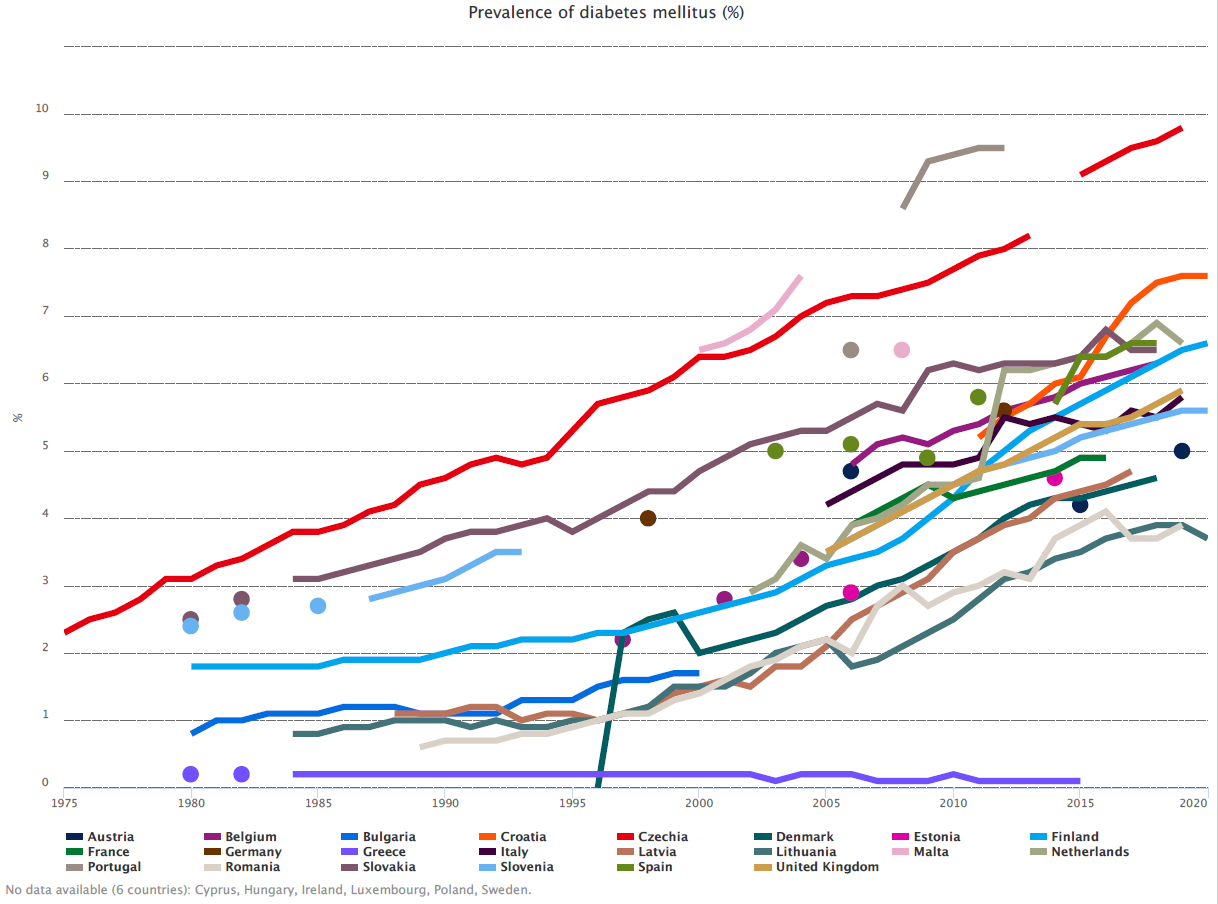 Prevalence of diabetes mellitus (%)
10
9
8
7
6
%
5
4
3
2
1
0
1975 1980 1985 1990 1995 2000 2005 2010 2015 2020
Austria Belgium Bulgaria Croatia Czechia Denmark Estonia Finland
France Germany Greece Italy Latvia Lithuania Malta Netherlands
Portugal Romania Slovakia Slovenia Spain United Kingdom
No data available (6 countries): Cyprus, Hungary, Ireland, Luxembourg, Poland, Sweden.